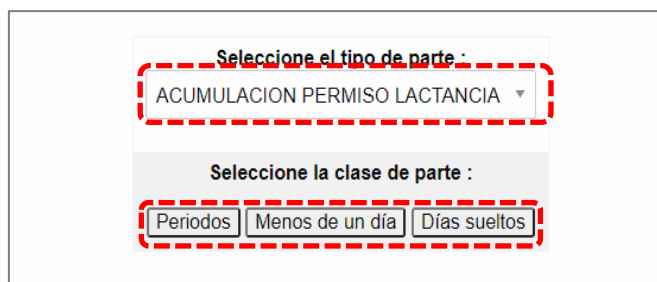 Seleccione el tipo de parte :
ACUMULACION PERMISO LACTANCIA
Seleccione la clase de parte :
Periodos Menos de un día Días sueltos